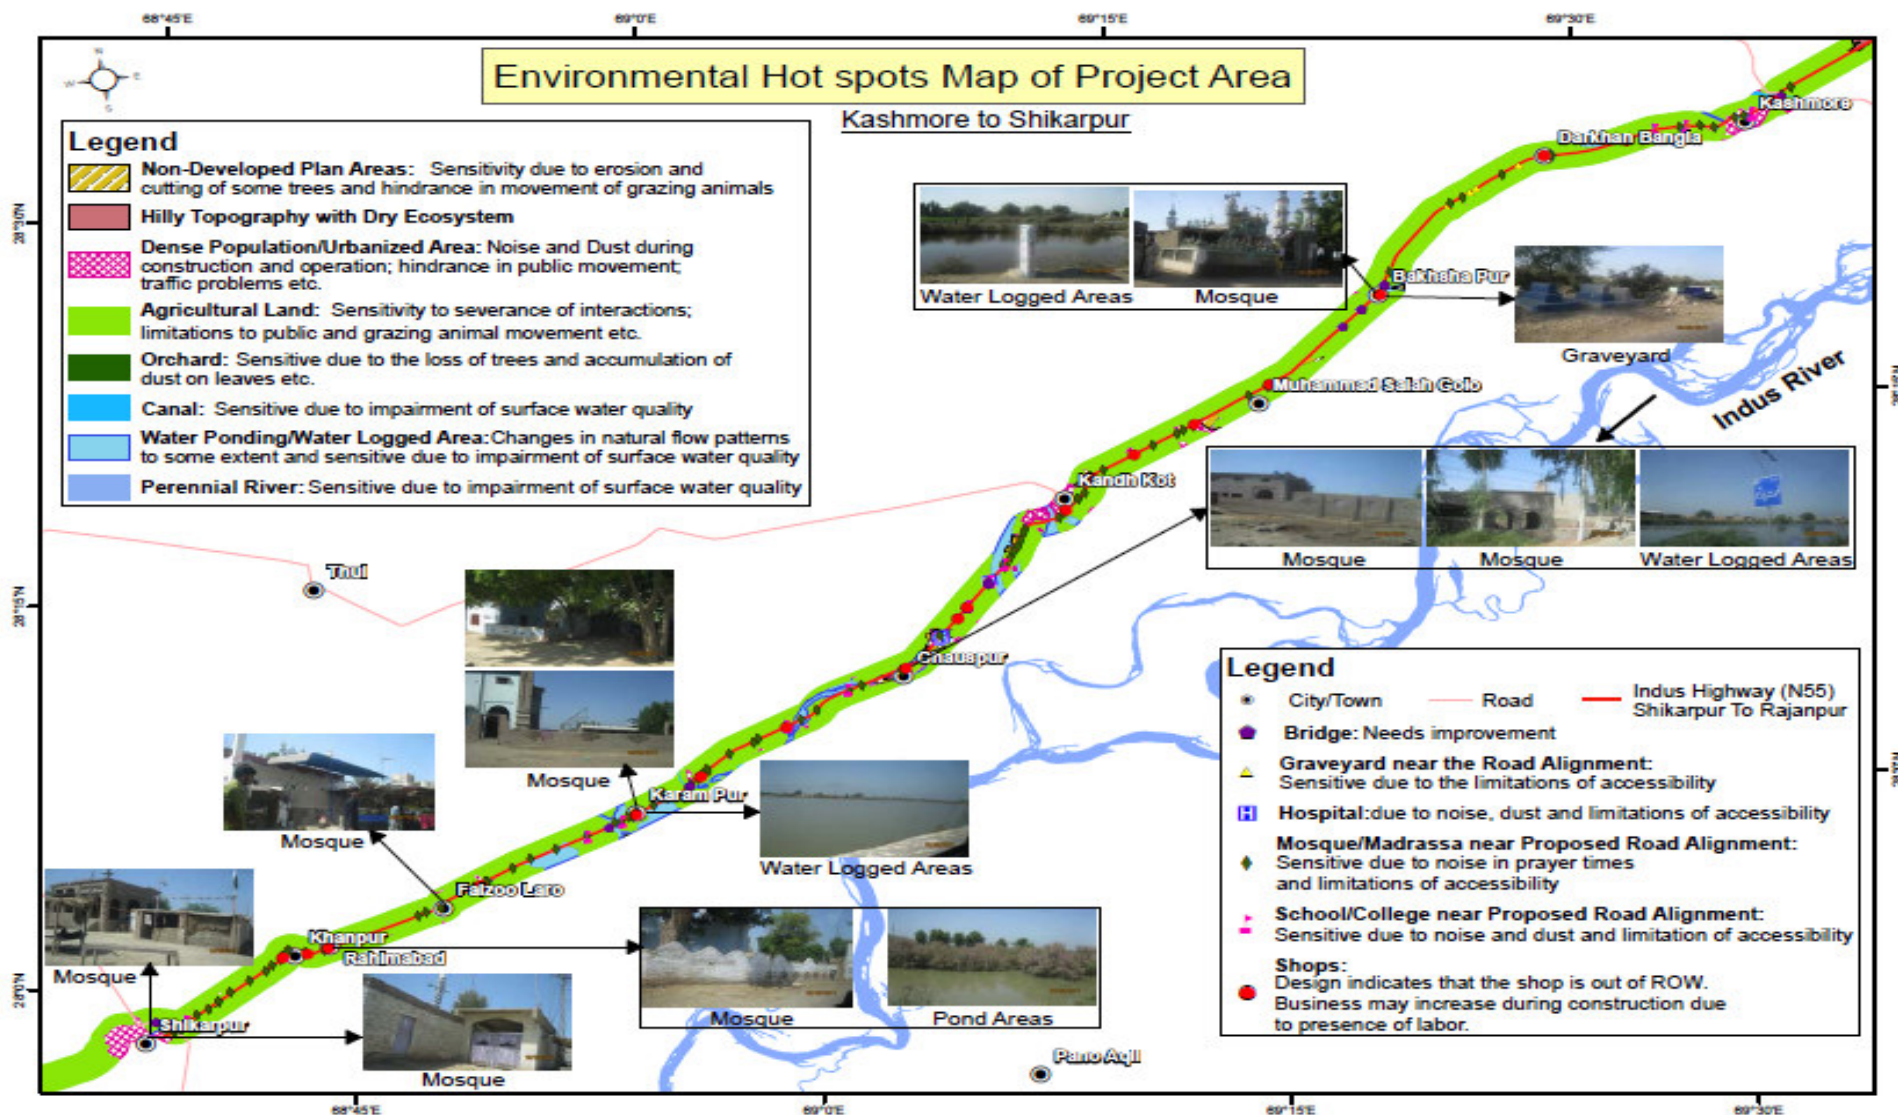 68°45'E
69°0'E
69°15'E
69°30'E
Environmental Hot spots Map of Project Area
Kashmore to Shikarpur
N
W
E
S
Legend
Non-Developed Plan Areas: Sensitivity due to erosion and
cutting of some trees and hindrance in movement of grazing animals
Hilly Topography with Dry Ecosystem
Dense Population/Urbanized Area: Noise and Dust during
construction and operation; hindrance in public movement;
traffic problems etc.
Agricultural Land: Sensitivity to severance of interactions;
limitations to public and grazing animal movement etc.
Orchard: Sensitive due to the loss of trees and accumulation of
dust on leaves etc.
Canal: Sensitive due to impairment of surface water quality
Water Ponding/Water Logged Area:Changes in natural flow patterns
to some extent and sensitive due to impairment of surface water quality
Perennial River: Sensitive due to impairment of surface water quality
Kashmore
Darkhan Bangla
Water Logged Areas
Mosque
Bakhsha Pur
Graveyard
Muhammad Salah Golo
Indus River
Kandh Kot
Mosque
Mosque
Water Logged Areas
Thul
Ghauspur
Mosque
Karam Pur
Water Logged Areas
Mosque
Faizoo Laro
Mosque
Khanpur
Rahimabad
Mosque
Pond Areas
Shikarpur
Mosque
Pano Aqil
28°30'N
28°15'N
28°0'N
Legend
City/Town
Road
Indus Highway (N55)
Shikarpur To Rajanpur
Bridge: Needs improvement
Graveyard near the Road Alignment:
Sensitive due to the limitations of accessibility
Hospital:due to noise, dust and limitations of accessibility
Mosque/Madrassa near Proposed Road Alignment:
Sensitive due to noise in prayer times
and limitations of accessibility
School/College near Proposed Road Alignment:
Sensitive due to noise and dust and limitation of accessibility
Shops:
Design indicates that the shop is out of ROW.
Business may increase during construction due
to presence of labor.
68°45'E
69°0'E
69°15'E
69°30'E